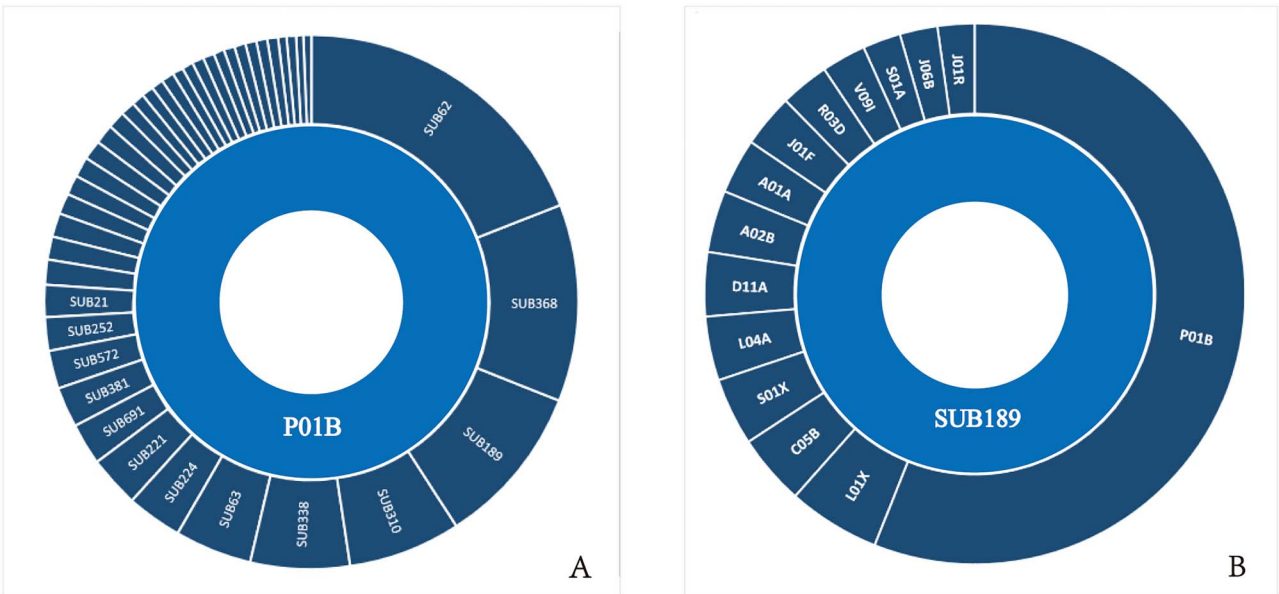 SUB62
SUB368
SUB189
SUB310
SUB338
SUB63
SUB224
SUB221
SUB691
SUB381
SUB572
SUB252
SUB21
P01B
A
P01B
L01X
C05B
S01X
L04A
D11A
A02B
A01A
J01F
R03D
V09I
S01A
J06B
J01R
SUB189
B